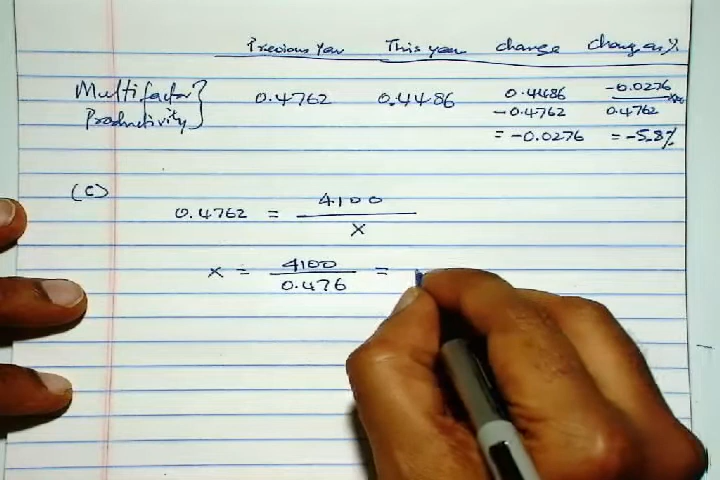 Previous Year This year change Change as %
Multifactor Productivity } 0.4762 0.4486 0.4486 - 0.4762 = -0.0276 -0.0276 / 0.4762 x100 = -5.8%
(c) 0.4762 = 4100 / x
x = 4100 / 0.476 =